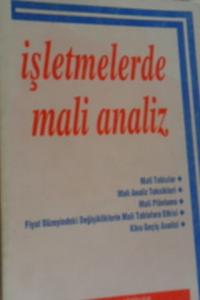 işletmelerde
mali analiz
Mali Tablolar •
Mali Analiz Teknikleri •
Mali Planlama •
Fiyat Düzeyindeki Değişikliklerin Mali Tablolara Etkisi •
Kâra Geçiş Analizi •